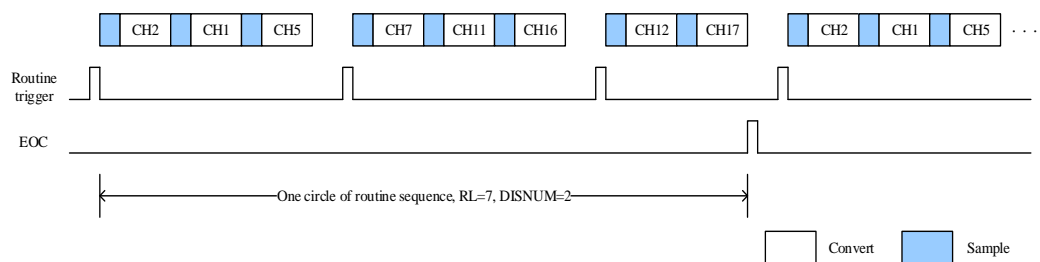 CH2 CH1 CH5 CH7 CH11 CH16 CH12 CH17 CH2 CH1 CH5 · · ·
Routine
trigger
EOC
One circle of routine sequence, RL=7, DISNUM=2
Convert Sample